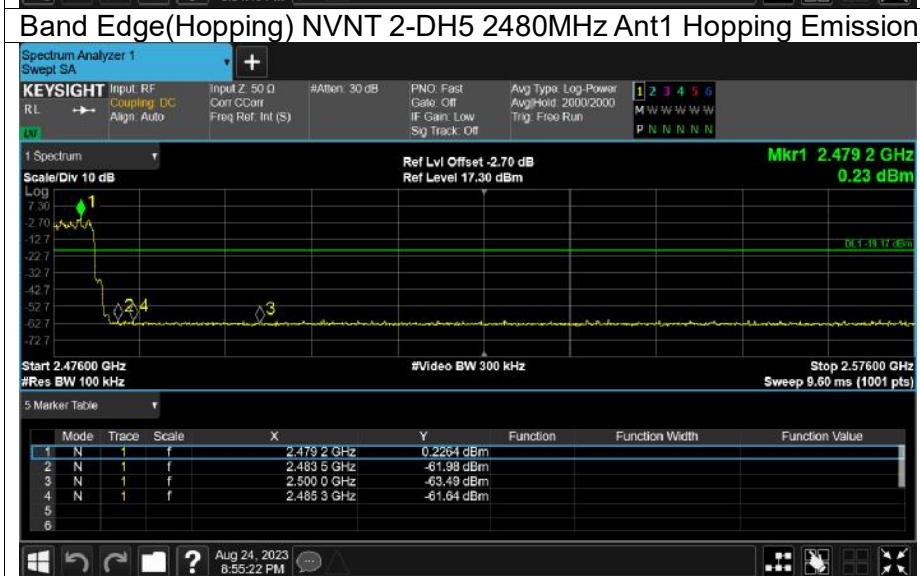 Band Edge(Hopping) NVNT 2-DH5 2480MHz Ant1 Hopping Emission
Spectrum Analyzer 1
Swept SA
+
KEYSIGHT Input: RF Input Z: 50 Ω #Atten: 30 dB PNO: Fast Avg Type: Log-Power 1 2 3 4 5 6
RL Coupling: DC Corr CCorr Gate: Off Avg|Hold: 2000/2000 M W W W W W
Align: Auto Freq Ref: Int (S) IF Gain: Low Trig: Free Run
LXI Sig Track: Off P N N N N N
1 Spectrum
Scale/Div 10 dB
Ref Lvl Offset -2.70 dB
Ref Level 17.30 dBm
Mkr1 2.479 2 GHz
0.23 dBm
Log
7.30
-2.70
-12.7
-22.7
-32.7
-42.7
-52.7
-62.7
-72.7
1
DL1 -19.17 dBm
2 4 3
Start 2.47600 GHz #Video BW 300 kHz Stop 2.57600 GHz
#Res BW 100 kHz Sweep 9.60 ms (1001 pts)
5 Marker Table
Mode Trace Scale X Y Function Function Width Function Value
1 N 1 f 2.479 2 GHz 0.2264 dBm
2 N 1 f 2.483 5 GHz -61.98 dBm
3 N 1 f 2.500 0 GHz -63.49 dBm
4 N 1 f 2.485 3 GHz -61.64 dBm
5
6
? Aug 24, 2023
8:55:22 PM